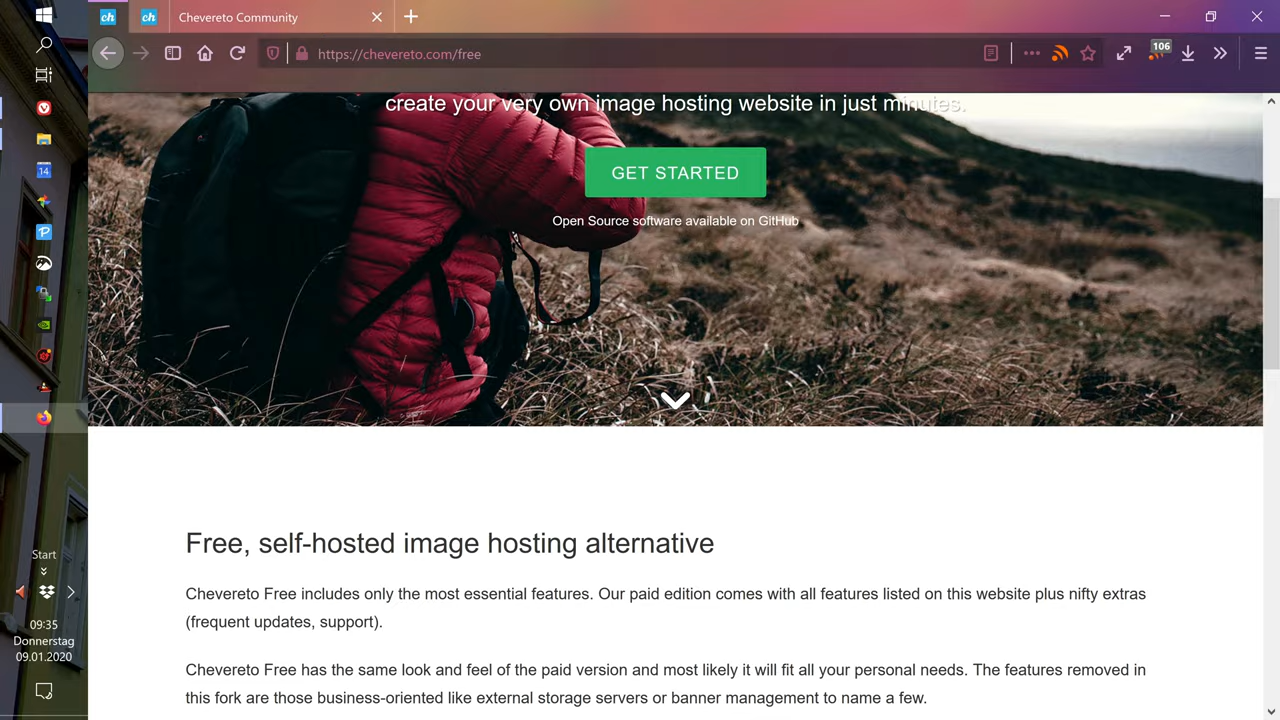 ch
ch
Chevereto Community
https://chevereto.com/free
106
14
create your very own image hosting website in just minutes.
GET STARTED
Open Source software available on GitHub
Free, self-hosted image hosting alternative
Chevereto Free includes only the most essential features. Our paid edition comes with all features listed on this website plus nifty extras
(frequent updates, support).
Chevereto Free has the same look and feel of the paid version and most likely it will fit all your personal needs. The features removed in
this fork are those business-oriented like external storage servers or banner management to name a few.
Start
09:35
Donnerstag
09.01.2020